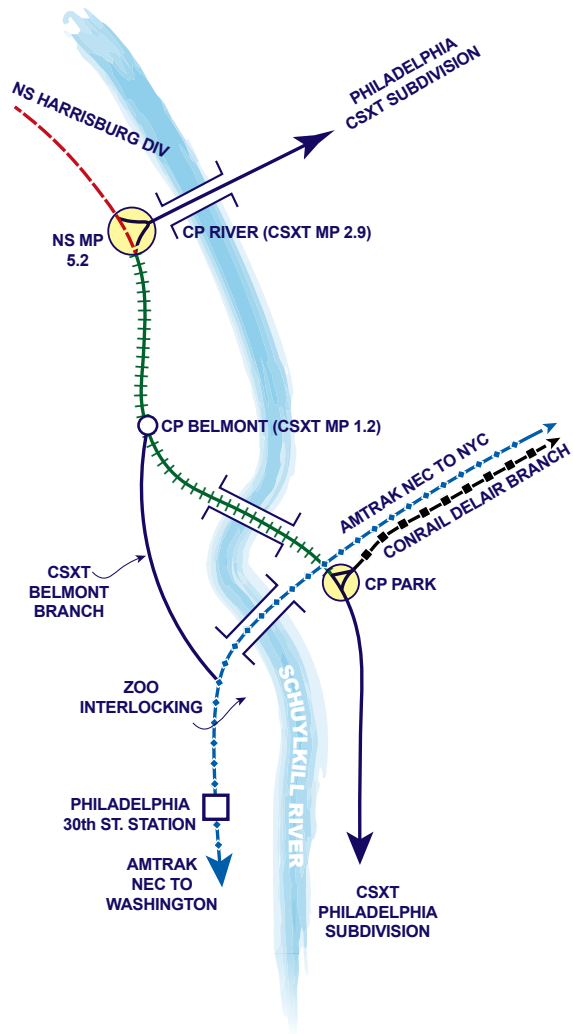 PHILADELPHIA
CSXT SUBDIVISION
NS HARRISBURG DIV
NS MP
5.2
CP RIVER (CSXT MP 2.9)
CP BELMONT (CSXT MP 1.2)
AMTRAK NEC TO NYC
CONRAIL DELAIR BRANCH
CSXT
BELMONT
BRANCH
CP PARK
ZOO
INTERLOCKING
SCHUYLKILL RIVER
PHILADELPHIA
30th ST. STATION
AMTRAK
NEC TO
WASHINGTON
CSXT
PHILADELPHIA
SUBDIVISION